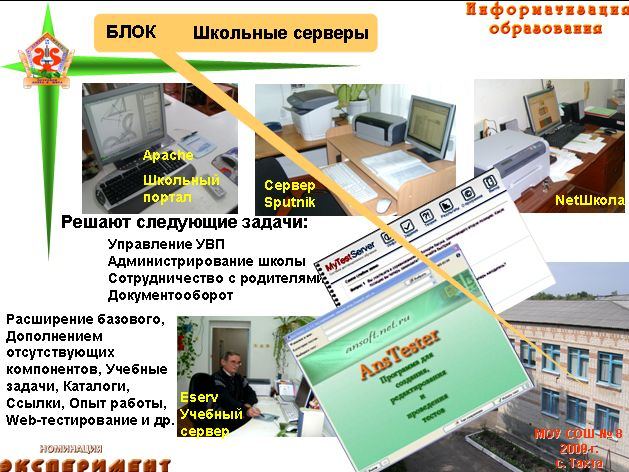 БЛОК Школьные серверы
Информатизация
образования
Apache
Школьный
портал
Сервер
Sputnik
NetШкола
Решают следующие задачи:
Управление УВП
Администрирование школы
Сотрудничество с родителями
Документооборот
MyTestServer
Расширение базового,
Дополнением
отсутствующих
компонентов, Учебные
задачи, Каталоги,
Ссылки, Опыт работы,
Web-тестирование и др.
Eserv
Учебный
сервер
ansoft.net.ru
AnsTester
Программа для
создания,
редактирования
и
проведения
тестов
НОМИНАЦИЯ
ЭКСПЕРИМЕНТ
МОУ СОШ № 8
2008 г.
с. Тахта